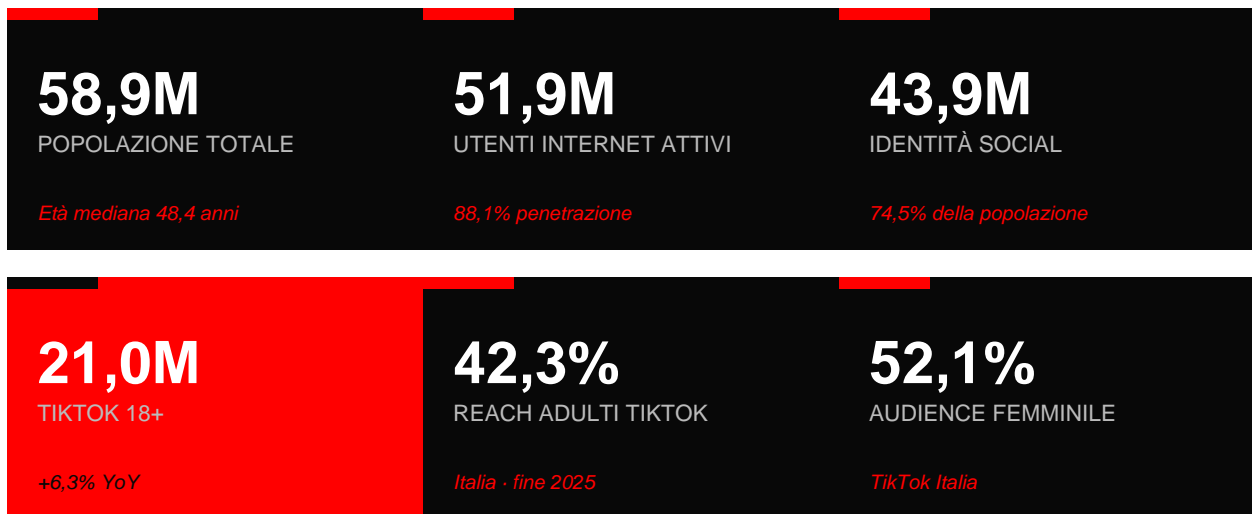 58,9M
POPOLAZIONE TOTALE
Età mediana 48,4 anni
51,9M
UTENTI INTERNET ATTIVI
88,1% penetrazione
43,9M
IDENTITÀ SOCIAL
74,5% della popolazione
21,0M
TIKTOK 18+
+6,3% YoY
42,3%
REACH ADULTI TIKTOK
Italia · fine 2025
52,1%
AUDIENCE FEMMINILE
TikTok Italia